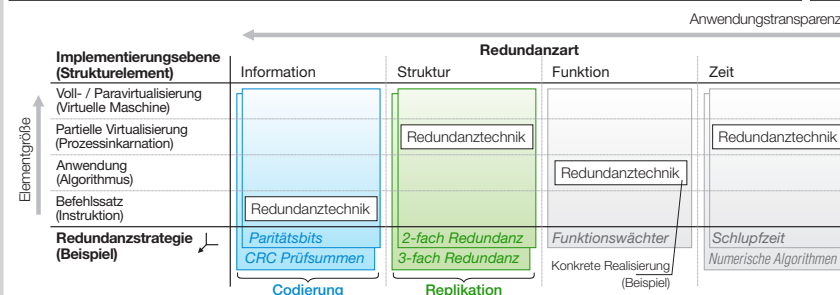 Anwendungstransparenz
Redundanzart
Implementierungsebene
(Strukturelement)
Information
Struktur
Funktion
Zeit
Elementgröße
Voll- / Paravirtualisierung
(Virtuelle Maschine)
Partielle Virtualisierung
(Prozessinkarnation)
Redundanztechnik
Redundanztechnik
Anwendung
(Algorithmus)
Redundanztechnik
Befehlssatz
(Instruktion)
Redundanztechnik
Redundanzstrategie
(Beispiel)
Paritätsbits
2-fach Redundanz
Funktionswächter
Schlupfzeit
CRC Prüfsummen
3-fach Redundanz
Konkrete Realisierung
(Beispiel)
Numerische Algorithmen
Codierung
Replikation